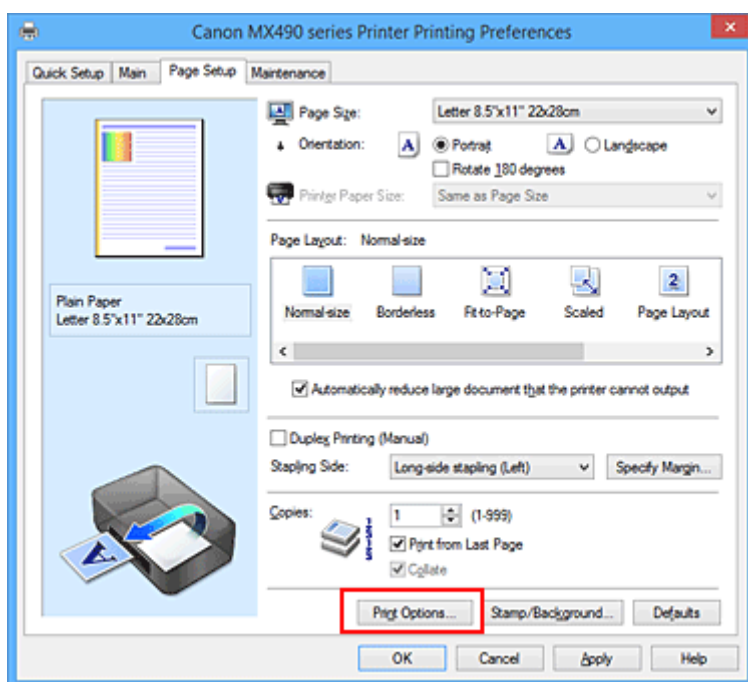 Canon MX490 series Printer Printing Preferences
Quick Setup Main Page Setup Maintenance
Page Size: Letter 8.5"x11" 22x28cm
Orientation: A Portrait A Landscape
Rotate 180 degrees
Printer Paper Size: Same as Page Size
Page Layout: Normal-size
2
Normal-size Borderless Fit-to-Page Scaled Page Layout
Plain Paper
Letter 8.5"x11" 22x28cm
Automatically reduce large document that the printer cannot output
Duplex Printing (Manual)
Stapling Side: Long-side stapling (Left) Specify Margin...
Copies: 1 (1-999)
Print from Last Page
Collate
A
Print Options... Stamp/Background... Defaults
OK Cancel Apply Help